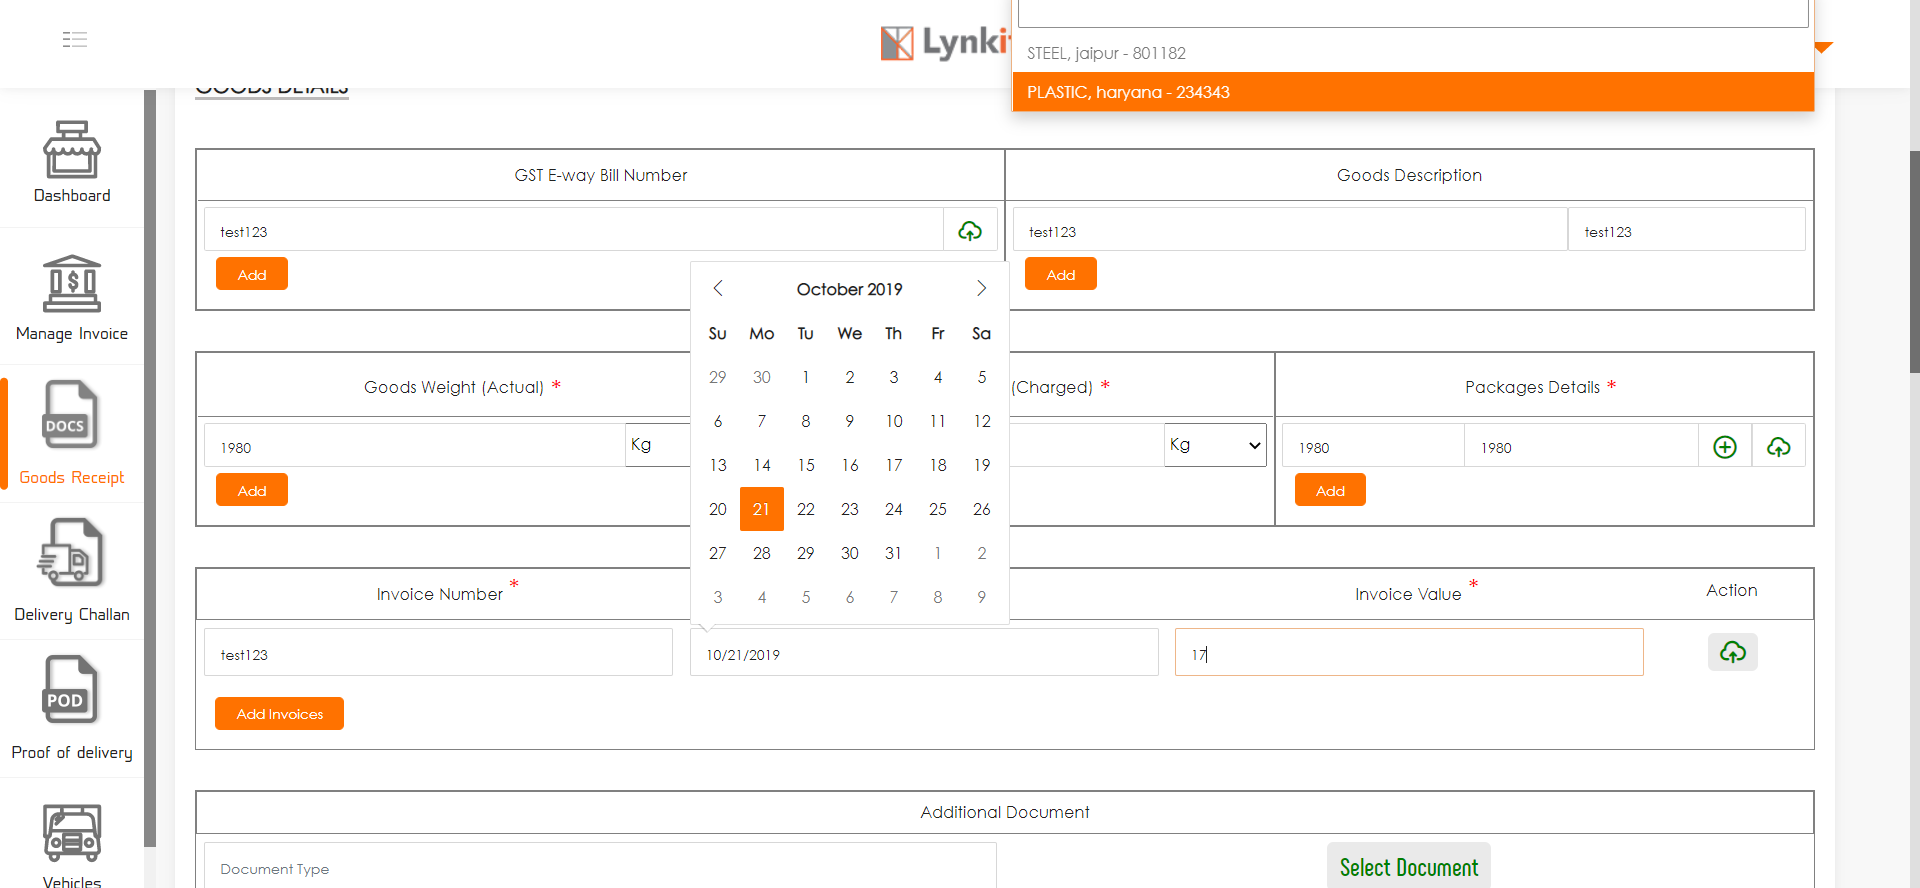 Lynki
STEEL, jaipur - 801182
PLASTIC, haryana - 234343
GOODS DETAILS
Dashboard
Manage Invoice
DOCS
Goods Receipt
Delivery Challan
POD
Proof of delivery
Vehicles
GST E-way Bill Number
Goods Description
test123
test123
test123
Add
Add
October 2019
Su Mo Tu We Th Fr Sa
29 30 1 2 3 4 5
6 7 8 9 10 11 12
13 14 15 16 17 18 19
20 21 22 23 24 25 26
27 28 29 30 31 1 2
3 4 5 6 7 8 9
Goods Weight (Actual) *
(Charged) *
Packages Details *
1980
Kg
Kg
1980
1980
Add
Add
Invoice Number *
Invoice Value *
Action
test123
10/21/2019
17
Add Invoices
Additional Document
Document Type
Select Document